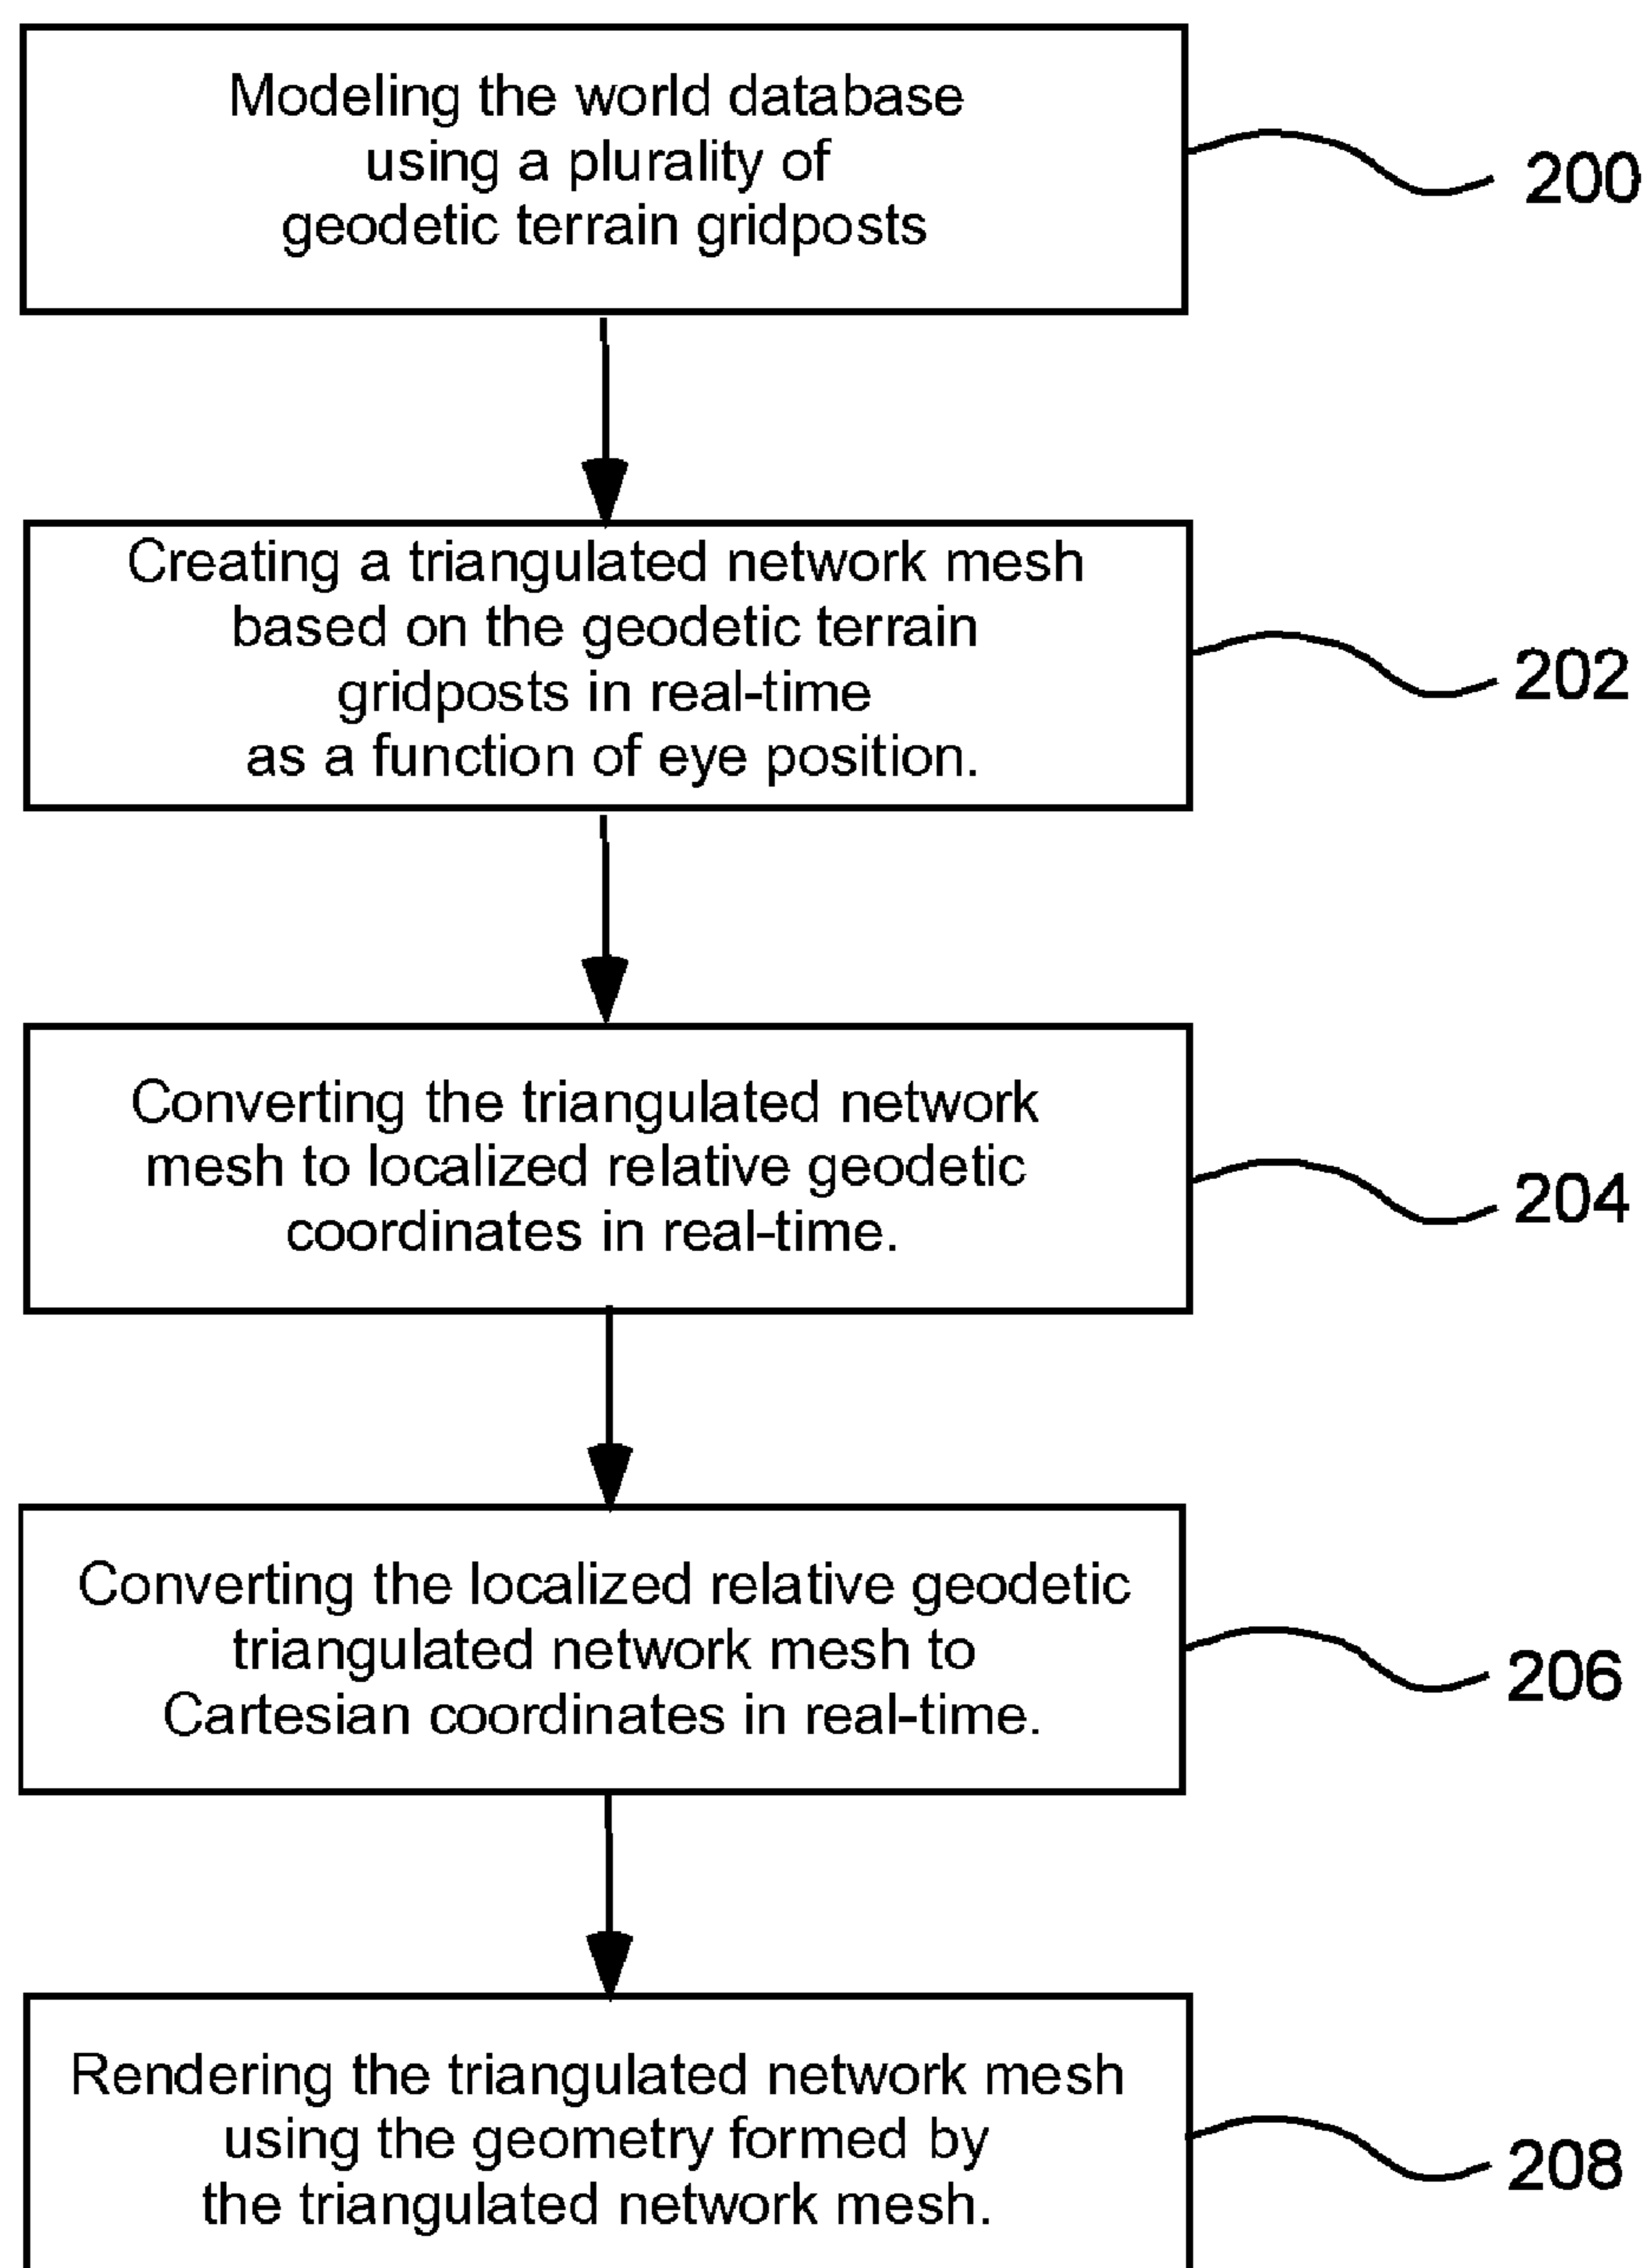 Modeling the world database
using a plurality of
geodetic terrain gridposts
200
Creating a triangulated network mesh
based on the geodetic terrain
gridposts in real-time
as a function of eye position.
202
Converting the triangulated network
mesh to localized relative geodetic
coordinates in real-time.
204
Converting the localized relative geodetic
triangulated network mesh to
Cartesian coordinates in real-time.
206
Rendering the triangulated network mesh
using the geometry formed by
the triangulated network mesh.
208